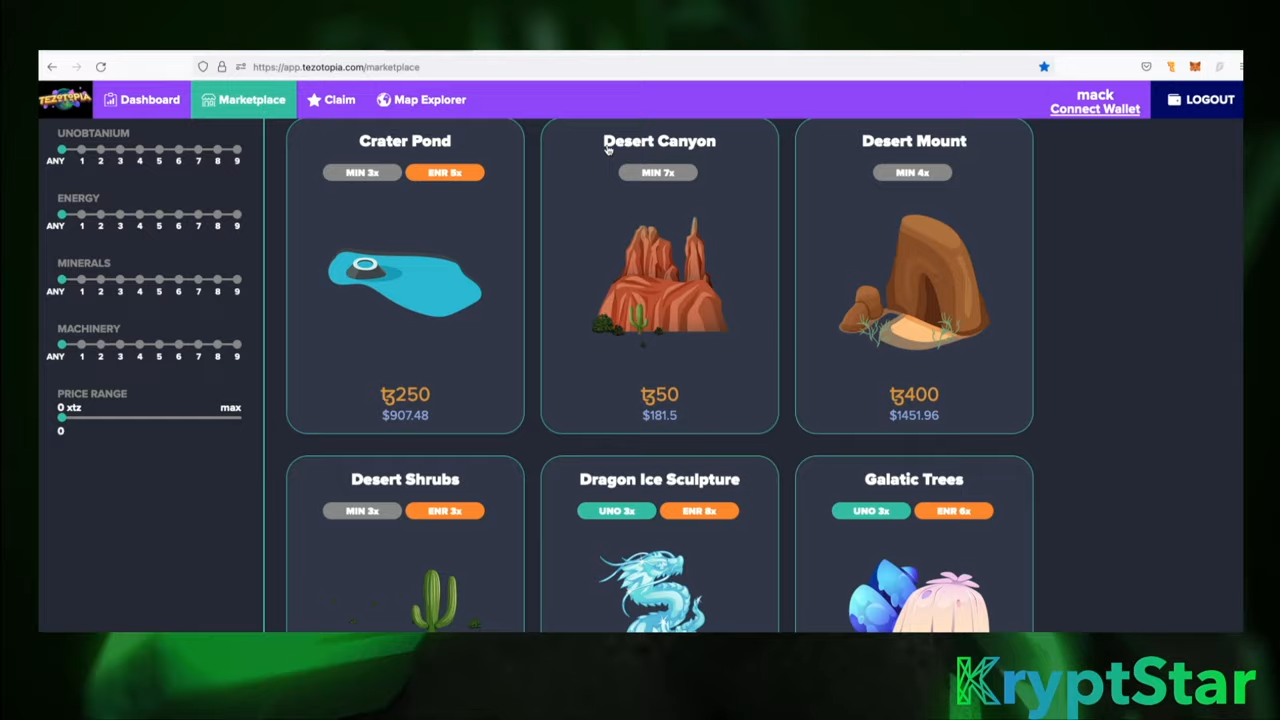 https://app.tezotopia.com/marketplace
TEZOTOPIA
Dashboard
Marketplace
Claim
Map Explorer
mack
Connect Wallet
LOGOUT
UNOBTANIUM
ANY 1 2 3 4 5 6 7 8 9
ENERGY
ANY 1 2 3 4 5 6 7 8 9
MINERALS
ANY 1 2 3 4 5 6 7 8 9
MACHINERY
ANY 1 2 3 4 5 6 7 8 9
PRICE RANGE
0 xtz max
0
Crater Pond
MIN 3x ENR 5x
ꜩ250
$907.48
Desert Canyon
MIN 7x
ꜩ50
$181.5
Desert Mount
MIN 4x
ꜩ400
$1451.96
Desert Shrubs
MIN 3x ENR 3x
Dragon Ice Sculpture
UNO 3x ENR 8x
Galatic Trees
UNO 3x ENR 6x
KryptStar